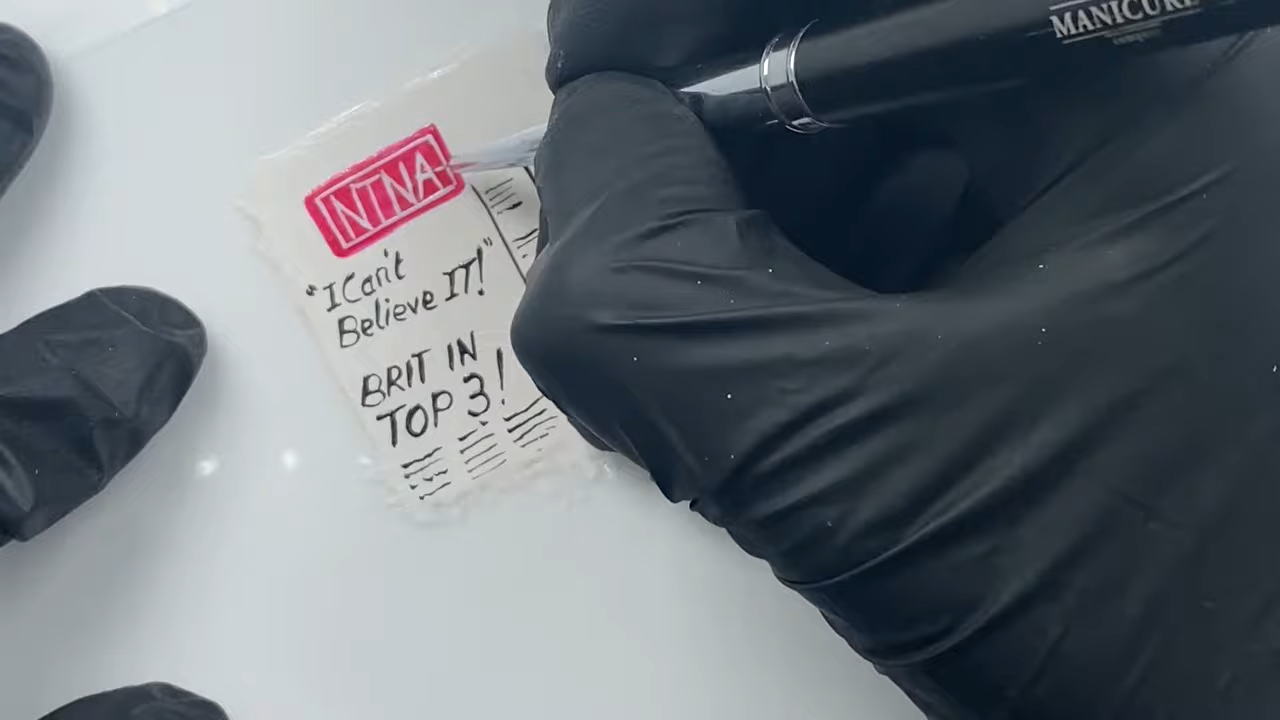 MANICURE
NINA
"I Can't
Believe IT!"
BRIT IN
TOP 3!